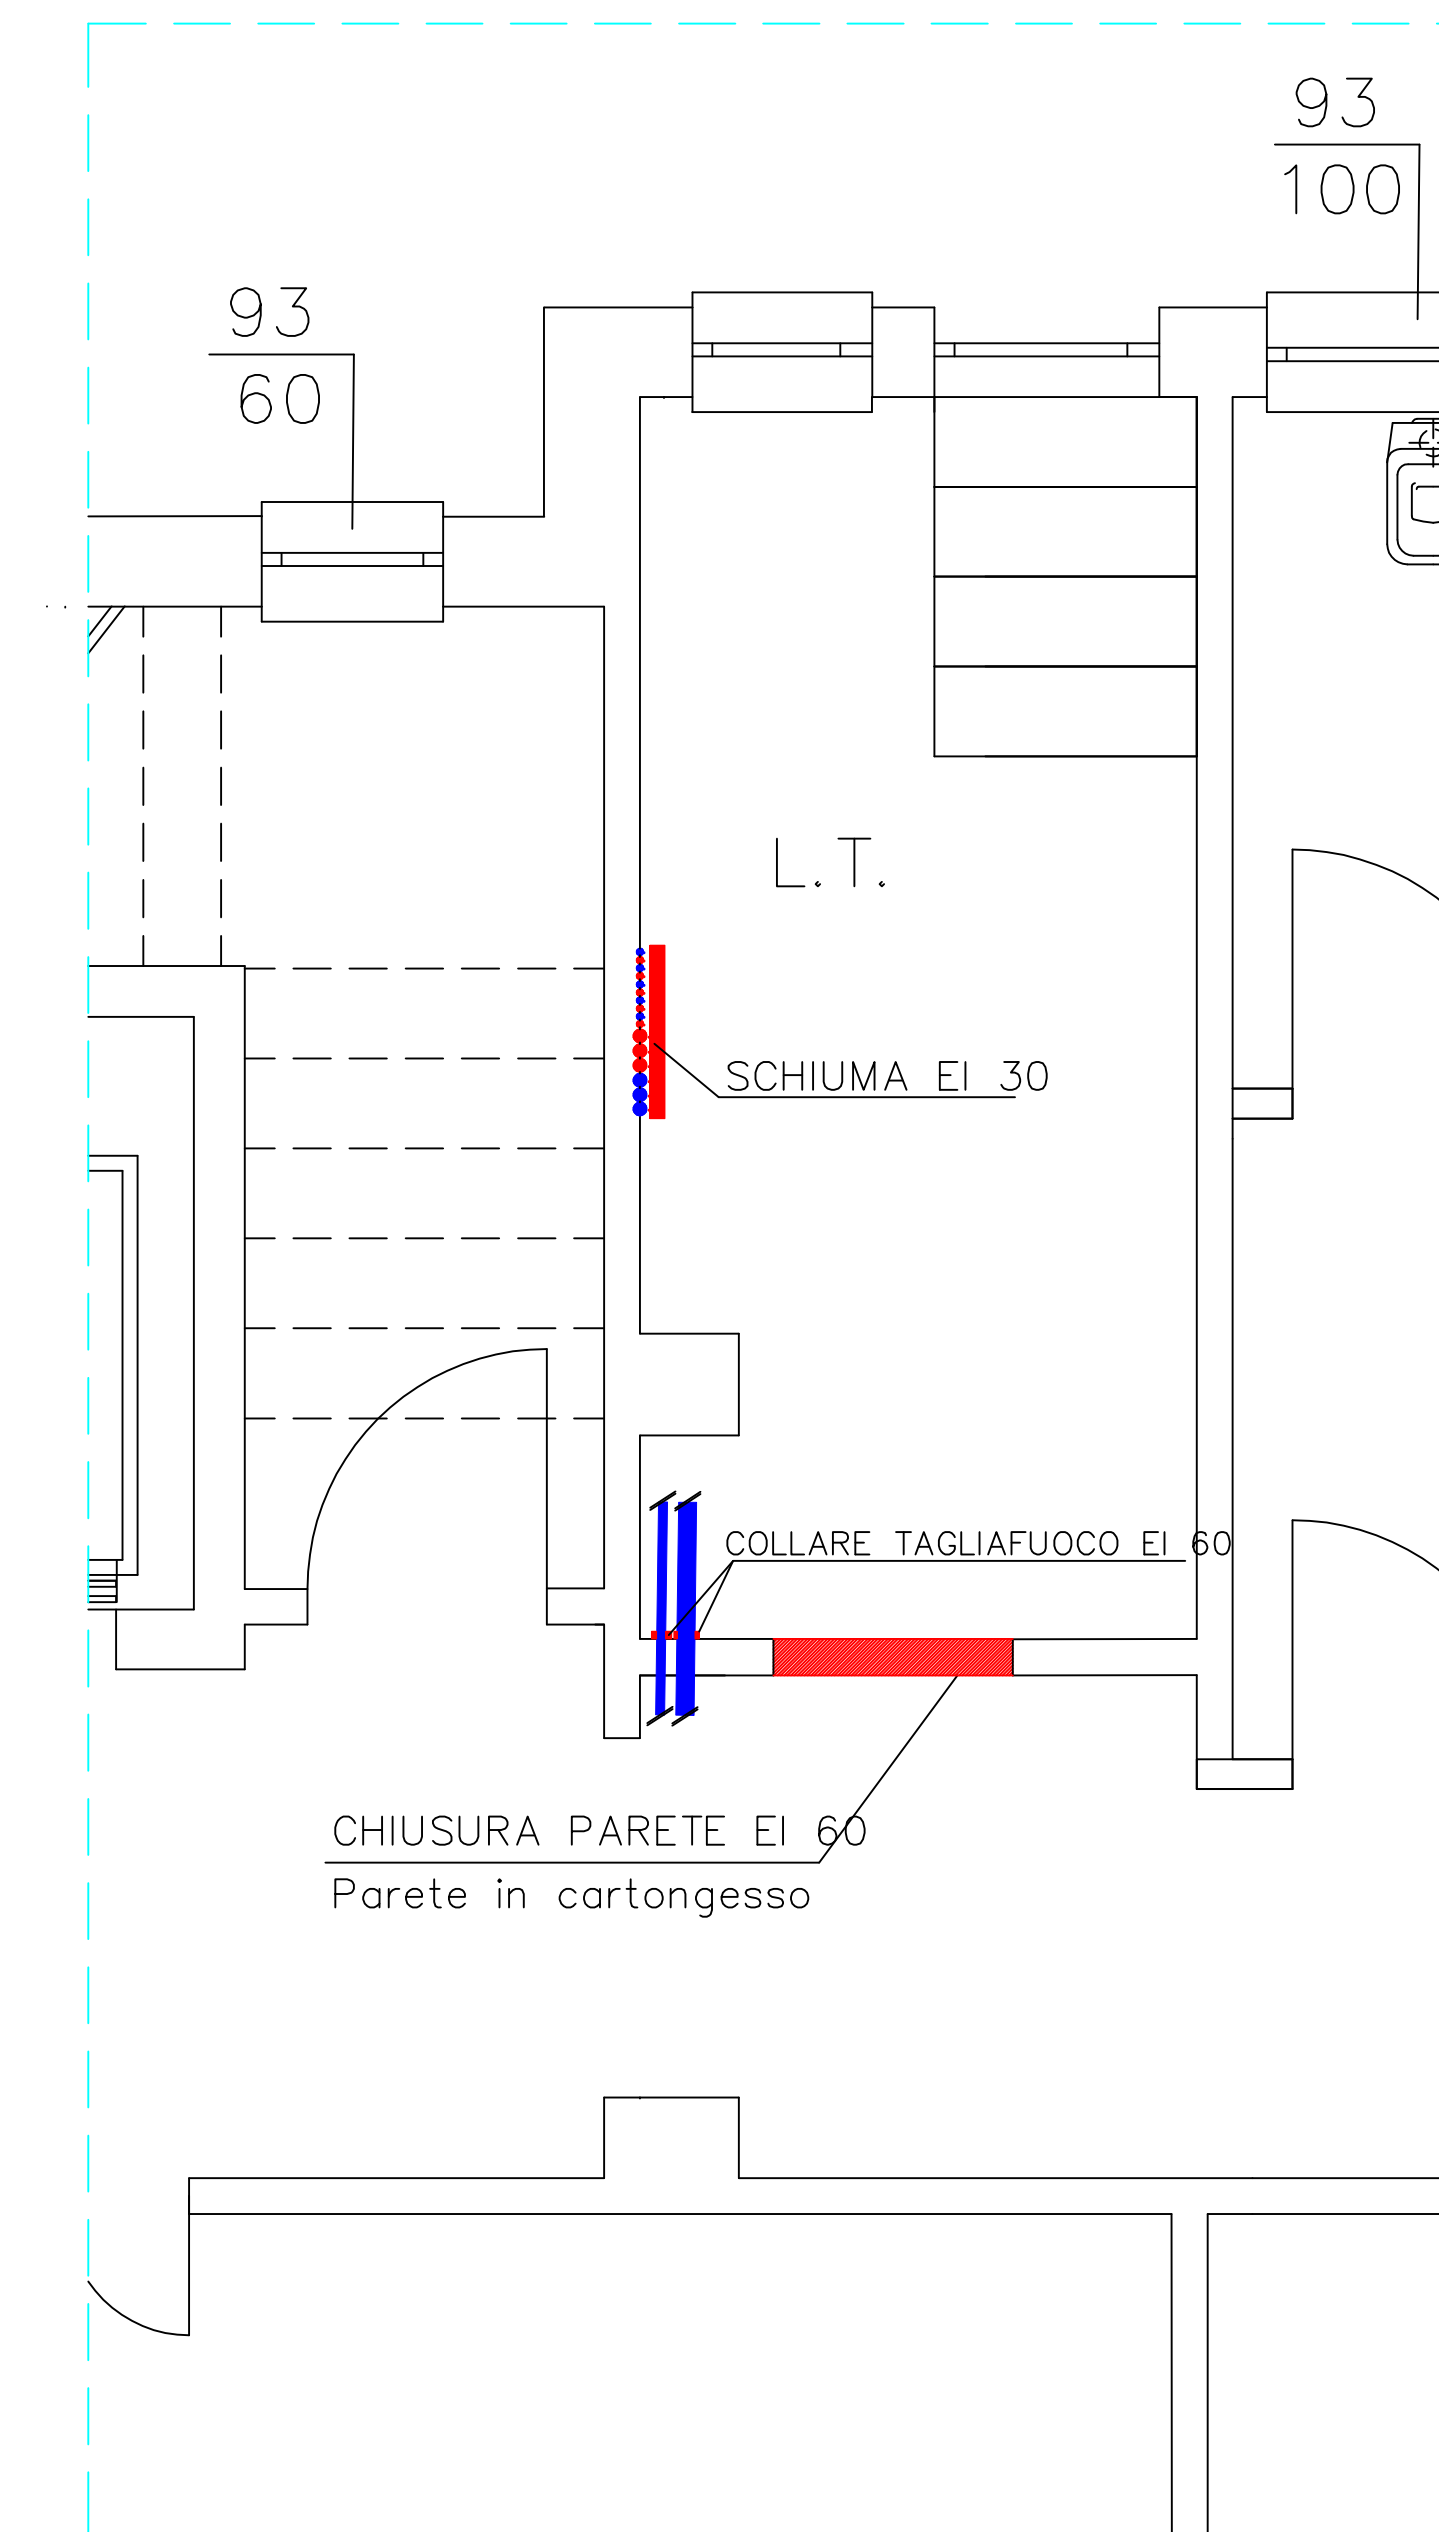 93
100
93
60
L.T.
SCHIUMA EI 30
COLLARE TAGLIAFUOCO EI 60
CHIUSURA PARETE EI 60
Parete in cartongesso